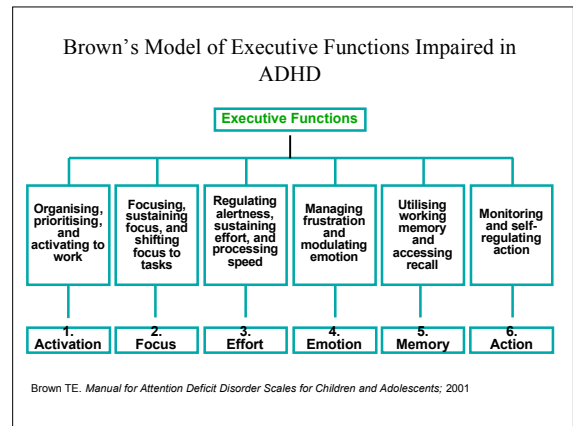 Brown's Model of Executive Functions Impaired in
ADHD
Executive Functions
Organising,
prioritising,
and
activating to
work
Focusing,
sustaining
focus, and
shifting
focus to
tasks
Regulating
alertness,
sustaining
effort, and
processing
speed
Managing
frustration
and
modulating
emotion
Utilising
working
memory
and
accessing
recall
Monitoring
and self-
regulating
action
1.
Activation
2.
Focus
3.
Effort
4.
Emotion
5.
Memory
6.
Action
Brown TE. Manual for Attention Deficit Disorder Scales for Children and Adolescents; 2001